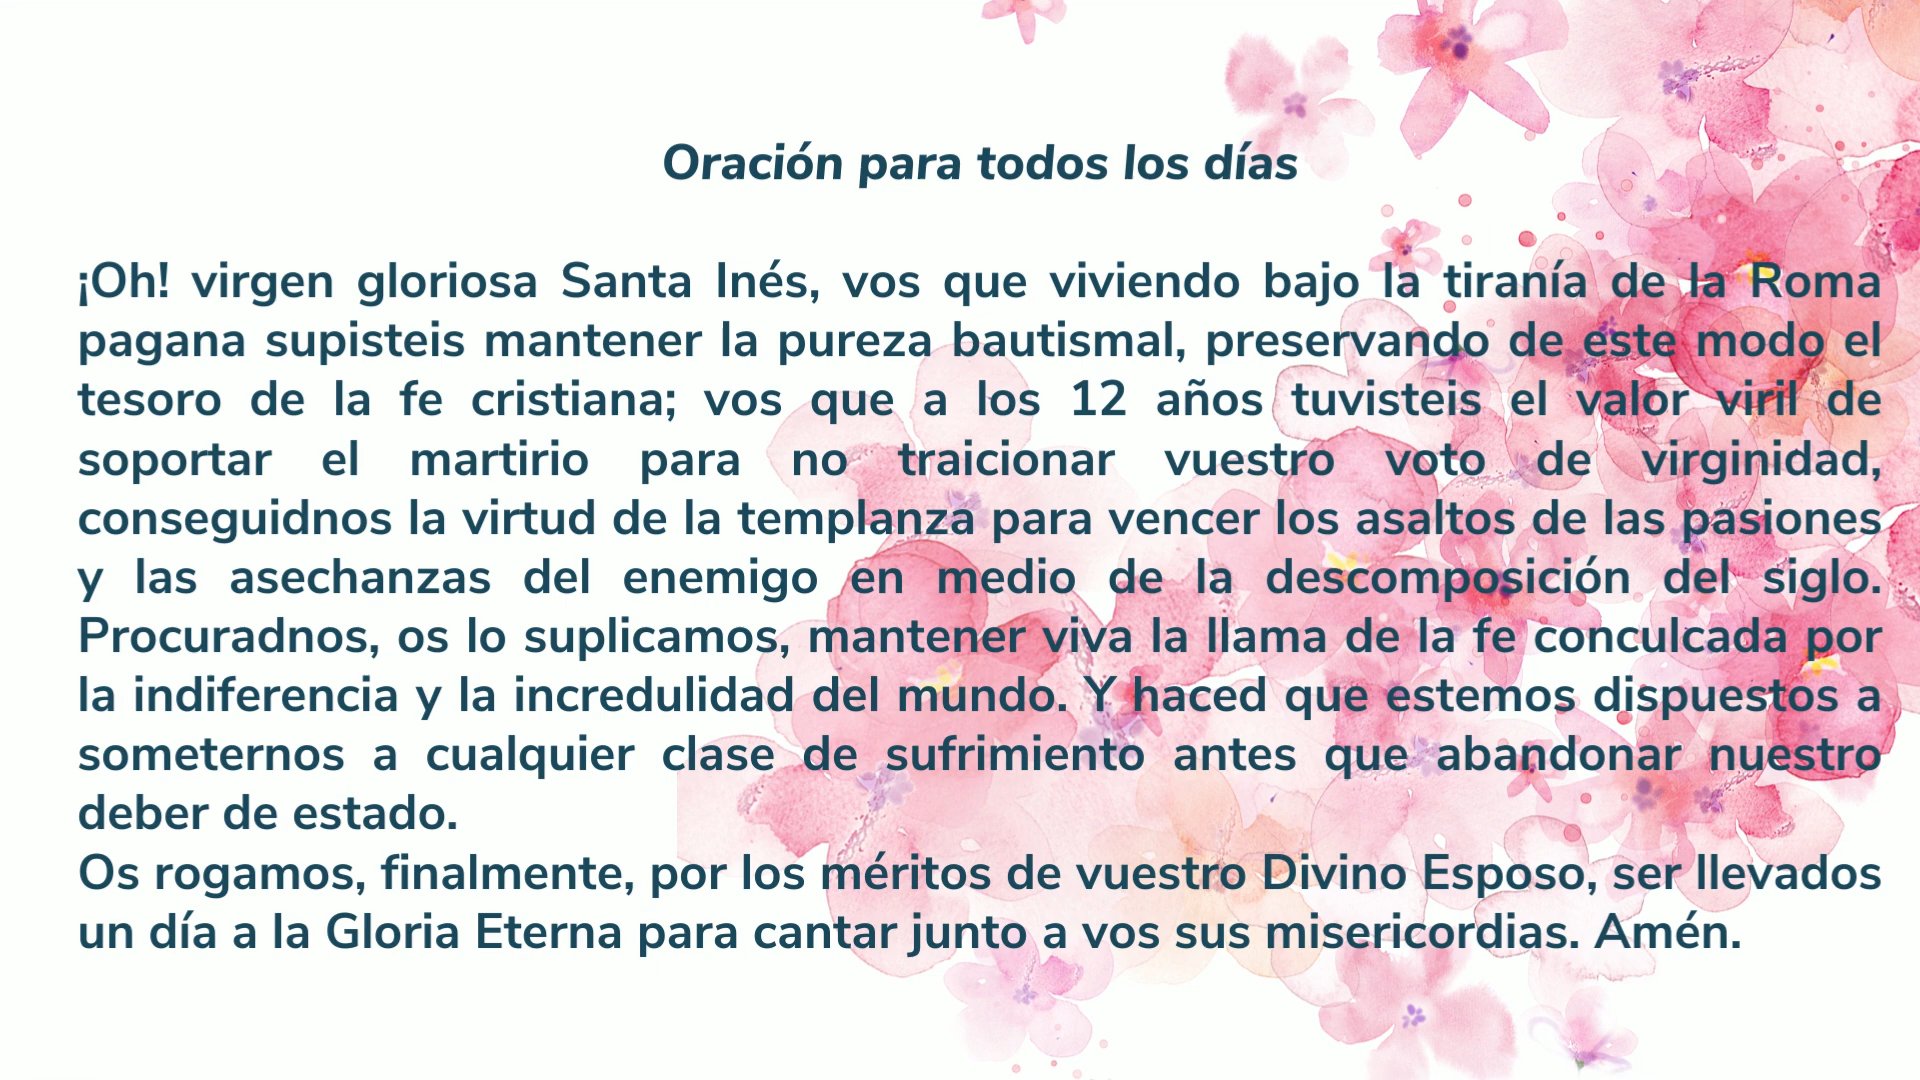 Oración para todos los días
¡Oh! virgen gloriosa Santa Inés, vos que viviendo bajo la tiranía de la Roma
pagana supisteis mantener la pureza bautismal, preservando de este modo el
tesoro de la fe cristiana; vos que a los 12 años tuvisteis el valor viril de
soportar el martirio para no traicionar vuestro voto de virginidad,
conseguidnos la virtud de la templanza para vencer los asaltos de las pasiones
y las asechanzas del enemigo en medio de la descomposición del siglo.
Procuradnos, os lo suplicamos, mantener viva la llama de la fe conculcada por
la indiferencia y la incredulidad del mundo. Y haced que estemos dispuestos a
someternos a cualquier clase de sufrimiento antes que abandonar nuestro
deber de estado.
Os rogamos, finalmente, por los méritos de vuestro Divino Esposo, ser llevados
un día a la Gloria Eterna para cantar junto a vos sus misericordias. Amén.